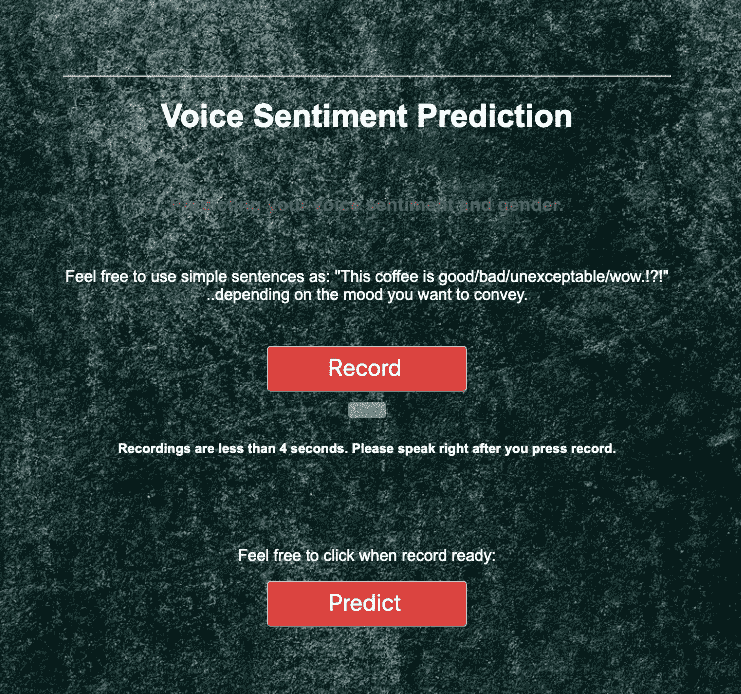 Voice Sentiment Prediction
your voice sentiment and gender.
Feel free to use simple sentences as: "This coffee is good/bad/unexceptable/wow.!?!"
..depending on the mood you want to convey.
Record
Recordings are less than 4 seconds. Please speak right after you press record.
Feel free to click when record ready:
Predict